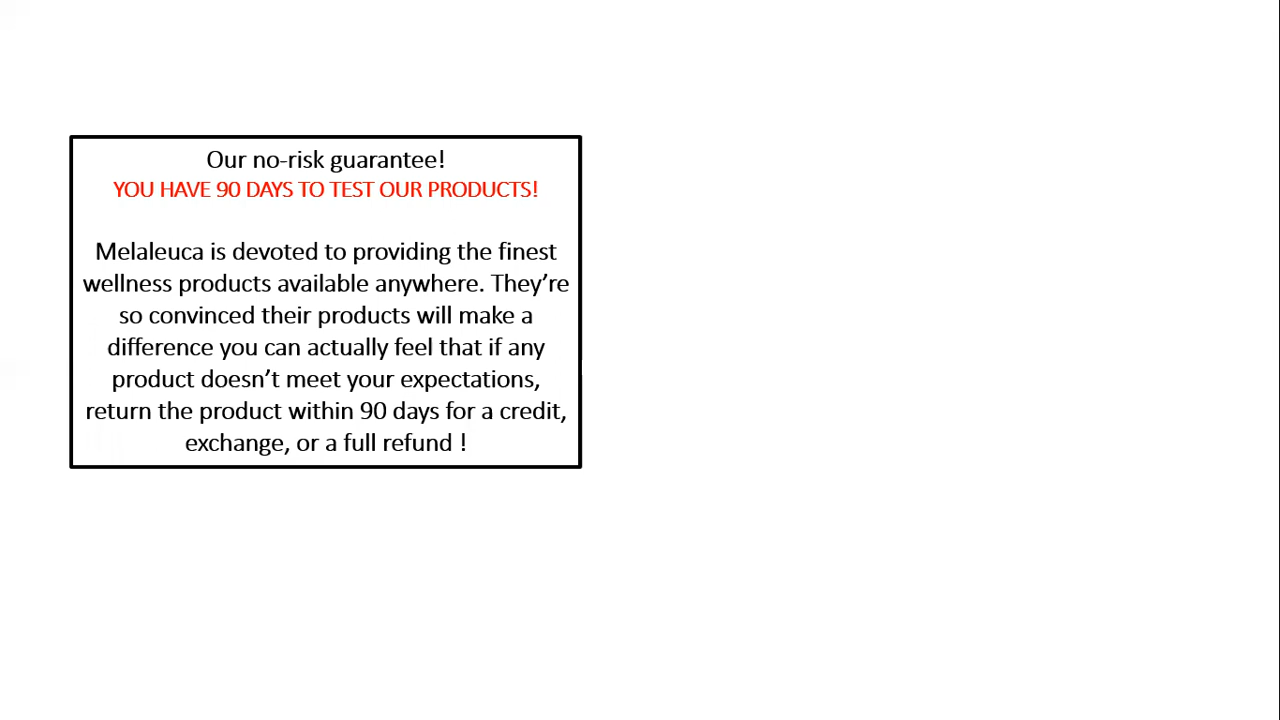 Our no-risk guarantee!
YOU HAVE 90 DAYS TO TEST OUR PRODUCTS!
Melaleuca is devoted to providing the finest
wellness products available anywhere. They’re
so convinced their products will make a
difference you can actually feel that if any
product doesn’t meet your expectations,
return the product within 90 days for a credit,
exchange, or a full refund !